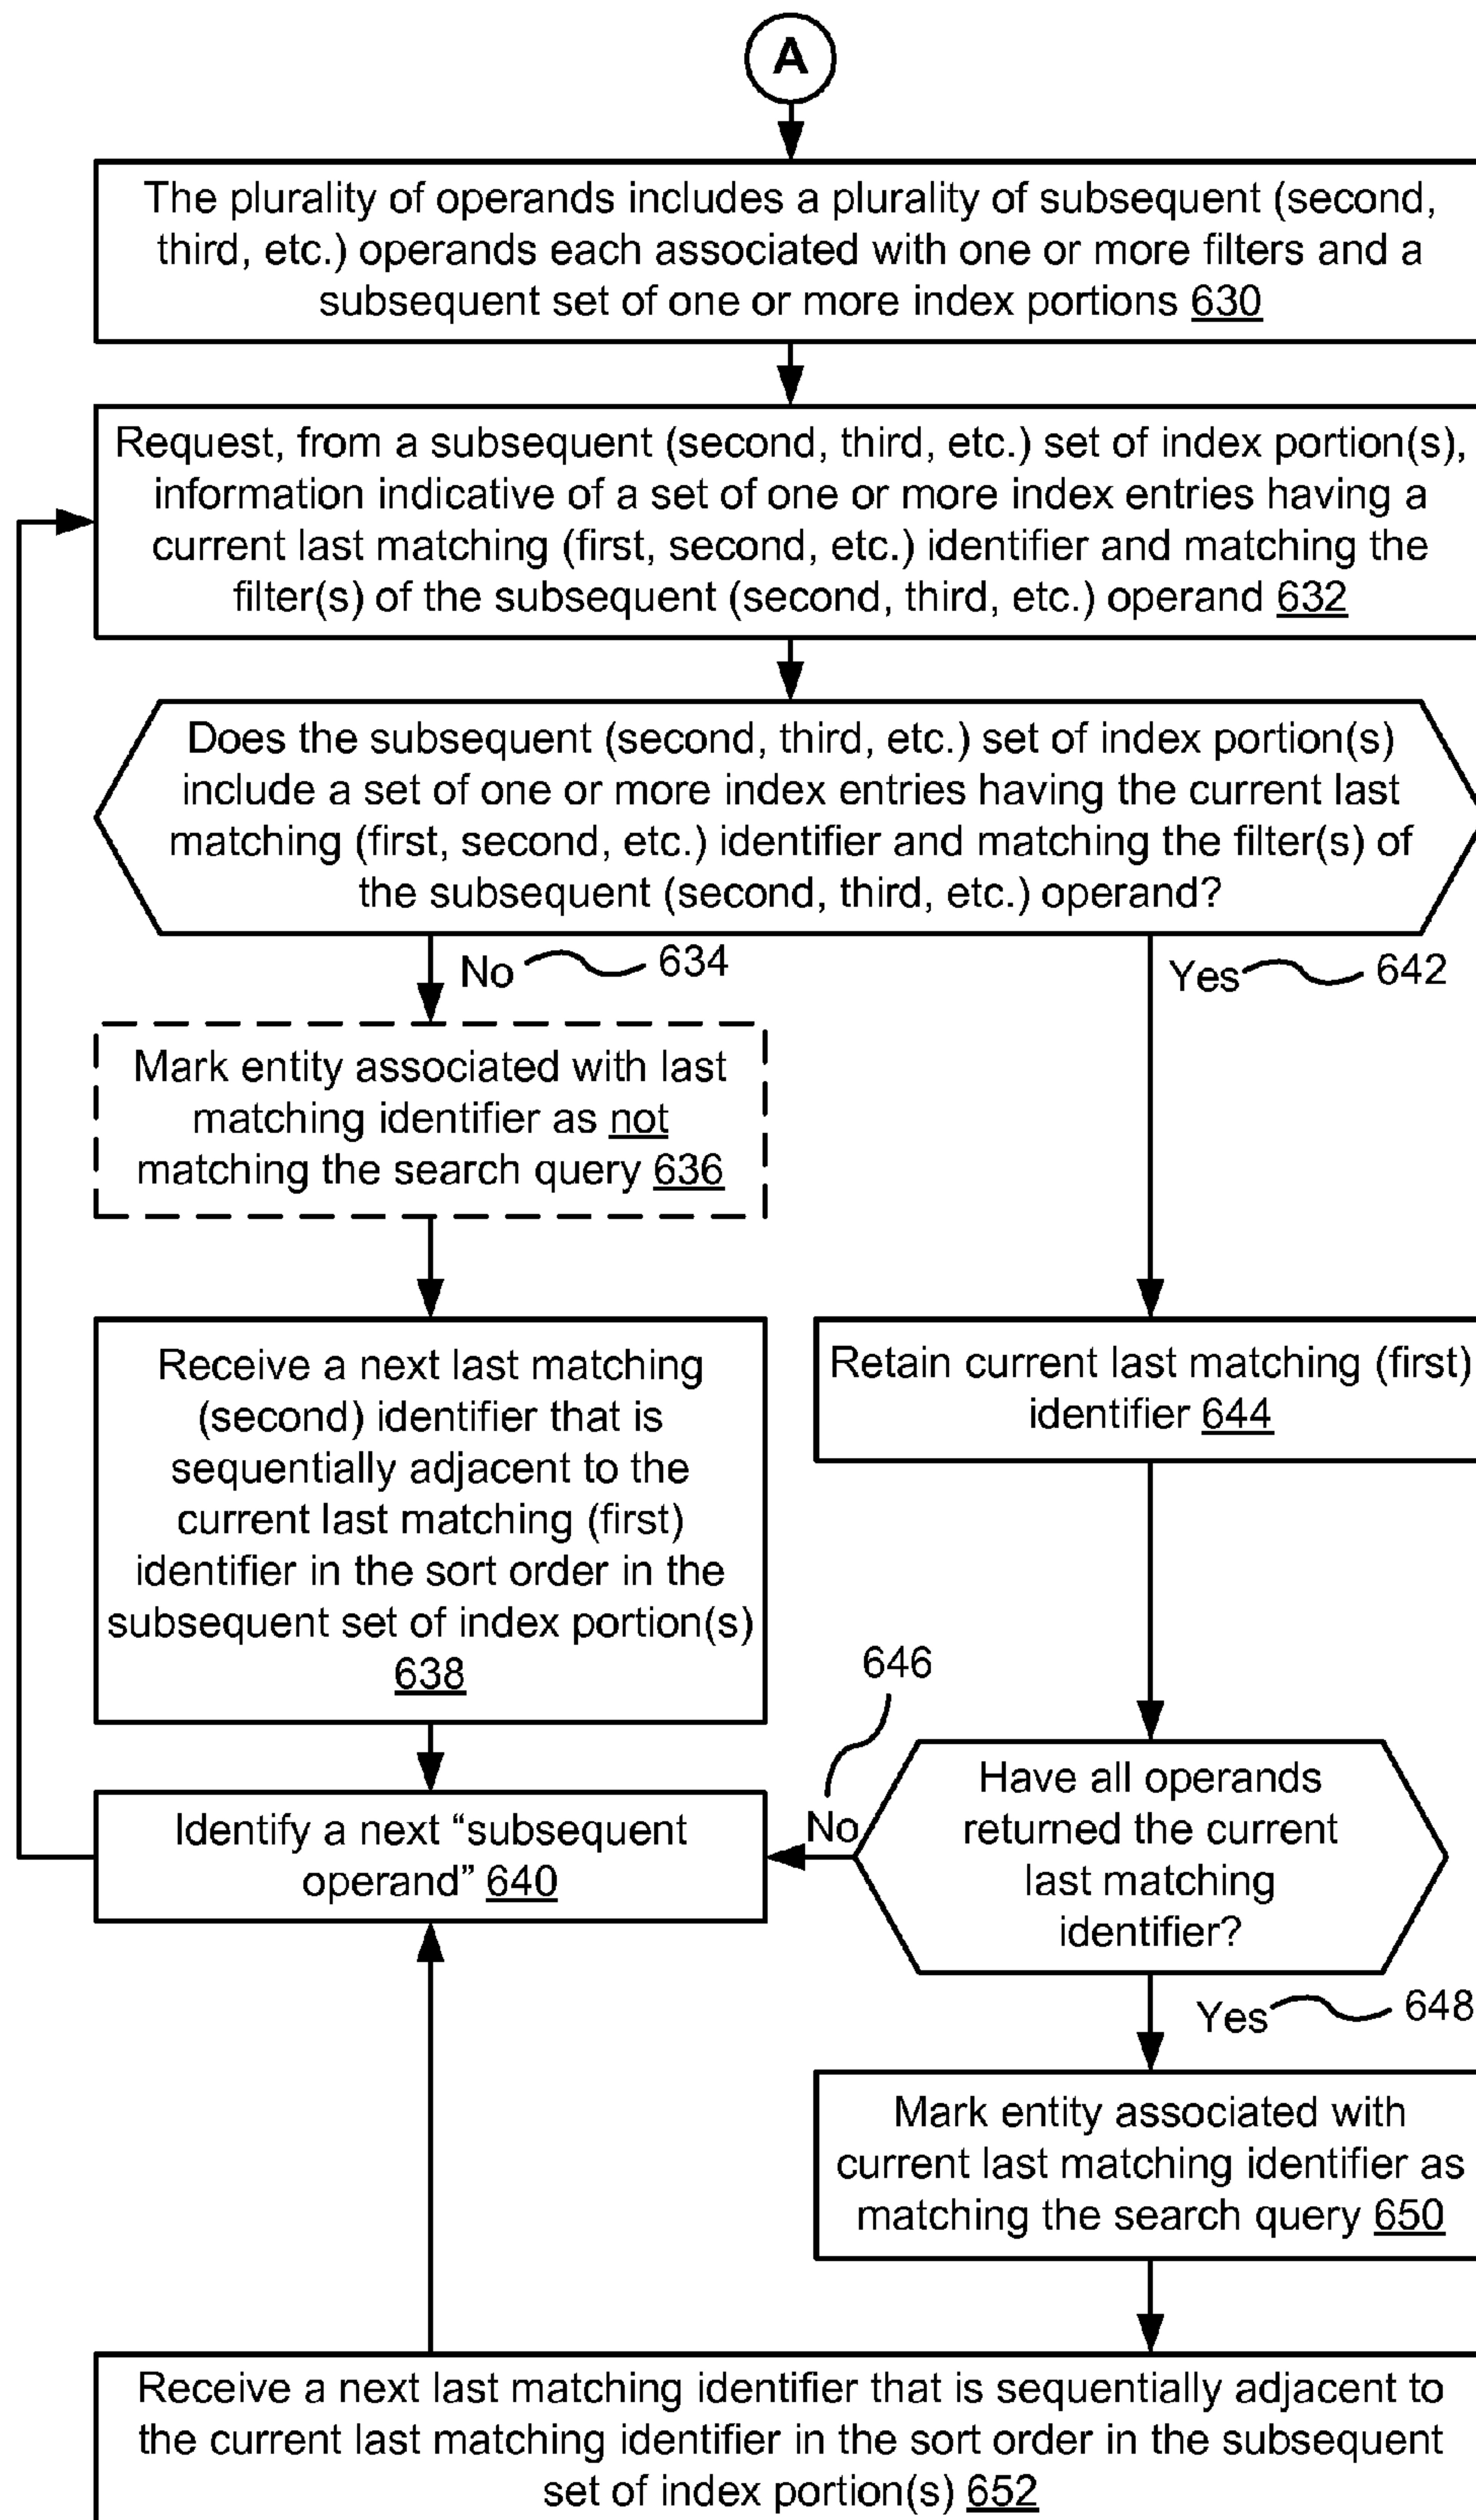 A
The plurality of operands includes a plurality of subsequent (second,
third, etc.) operands each associated with one or more filters and a
subsequent set of one or more index portions 630
Request, from a subsequent (second, third, etc.) set of index portion(s),
information indicative of a set of one or more index entries having a
current last matching (first, second, etc.) identifier and matching the
filter(s) of the subsequent (second, third, etc.) operand 632
Does the subsequent (second, third, etc.) set of index portion(s)
include a set of one or more index entries having the current last
matching (first, second, etc.) identifier and matching the filter(s) of
the subsequent (second, third, etc.) operand?
No
634
Yes
642
Mark entity associated with last
matching identifier as not
matching the search query 636
Receive a next last matching
(second) identifier that is
sequentially adjacent to the
current last matching (first)
identifier in the sort order in the
subsequent set of index portion(s)
638
Retain current last matching (first)
identifier 644
646
Have all operands
returned the current
last matching
identifier?
No
Identify a next “subsequent
operand” 640
Yes
648
Mark entity associated with
current last matching identifier as
matching the search query 650
Receive a next last matching identifier that is sequentially adjacent to
the current last matching identifier in the sort order in the subsequent
set of index portion(s) 652